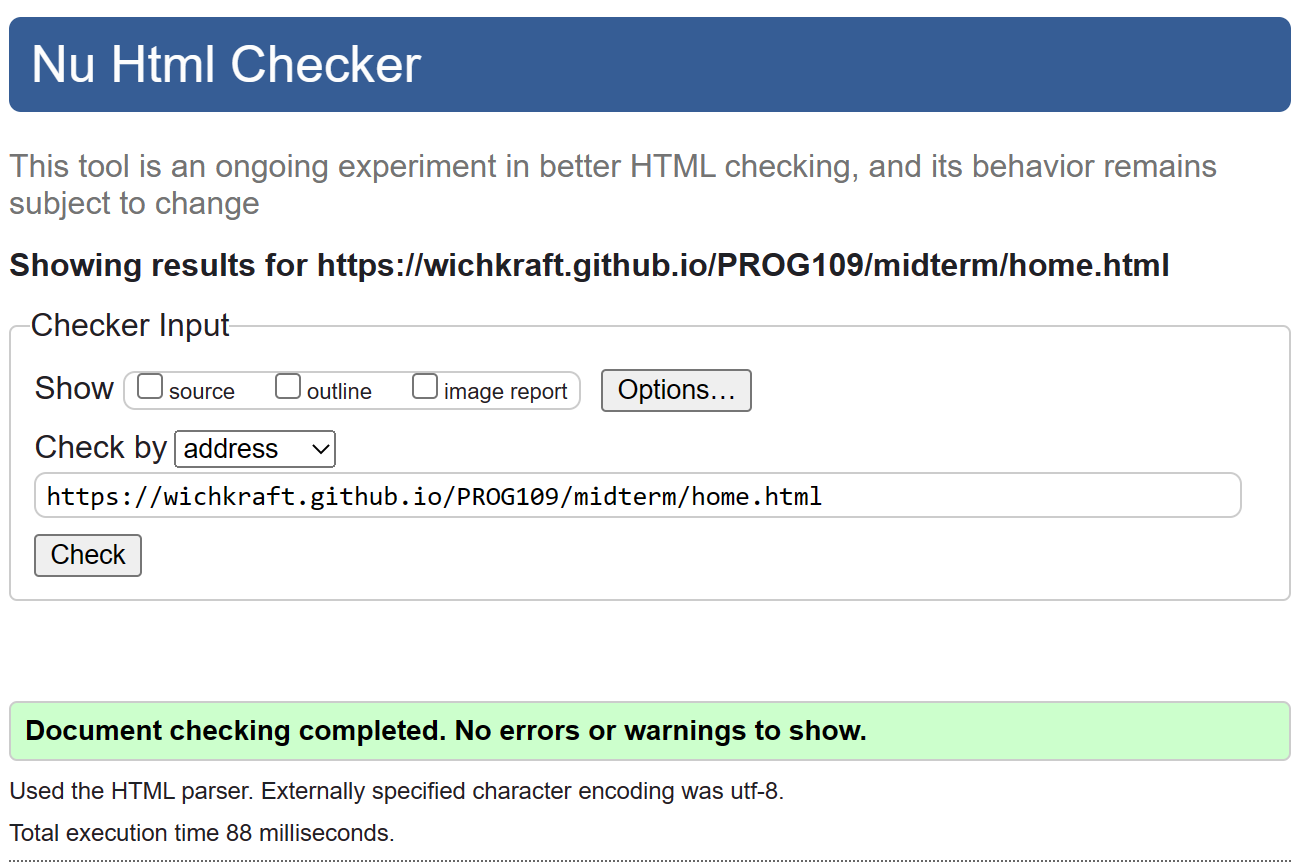 Nu Html Checker
This tool is an ongoing experiment in better HTML checking, and its behavior remains
subject to change
Showing results for https://wichkraft.github.io/PROG109/midterm/home.html
Checker Input
Show source outline image report Options…
Check by address
https://wichkraft.github.io/PROG109/midterm/home.html
Check
Document checking completed. No errors or warnings to show.
Used the HTML parser. Externally specified character encoding was utf-8.
Total execution time 88 milliseconds.